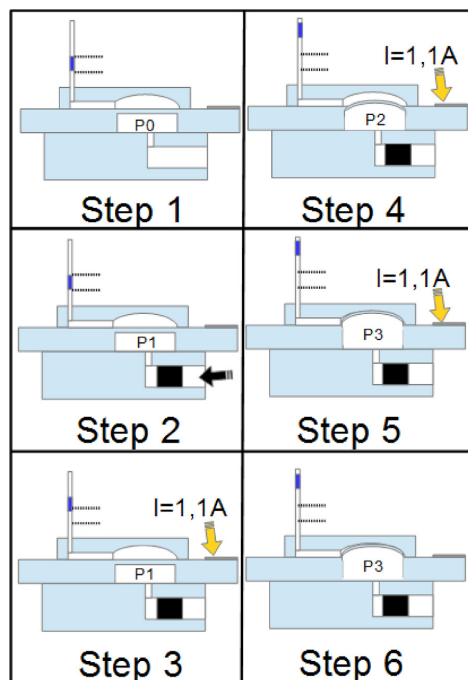 P0
Step 1
I=1,1A
P2
Step 4
P1
Step 2
I=1,1A
P3
Step 5
I=1,1A
P1
Step 3
P3
Step 6